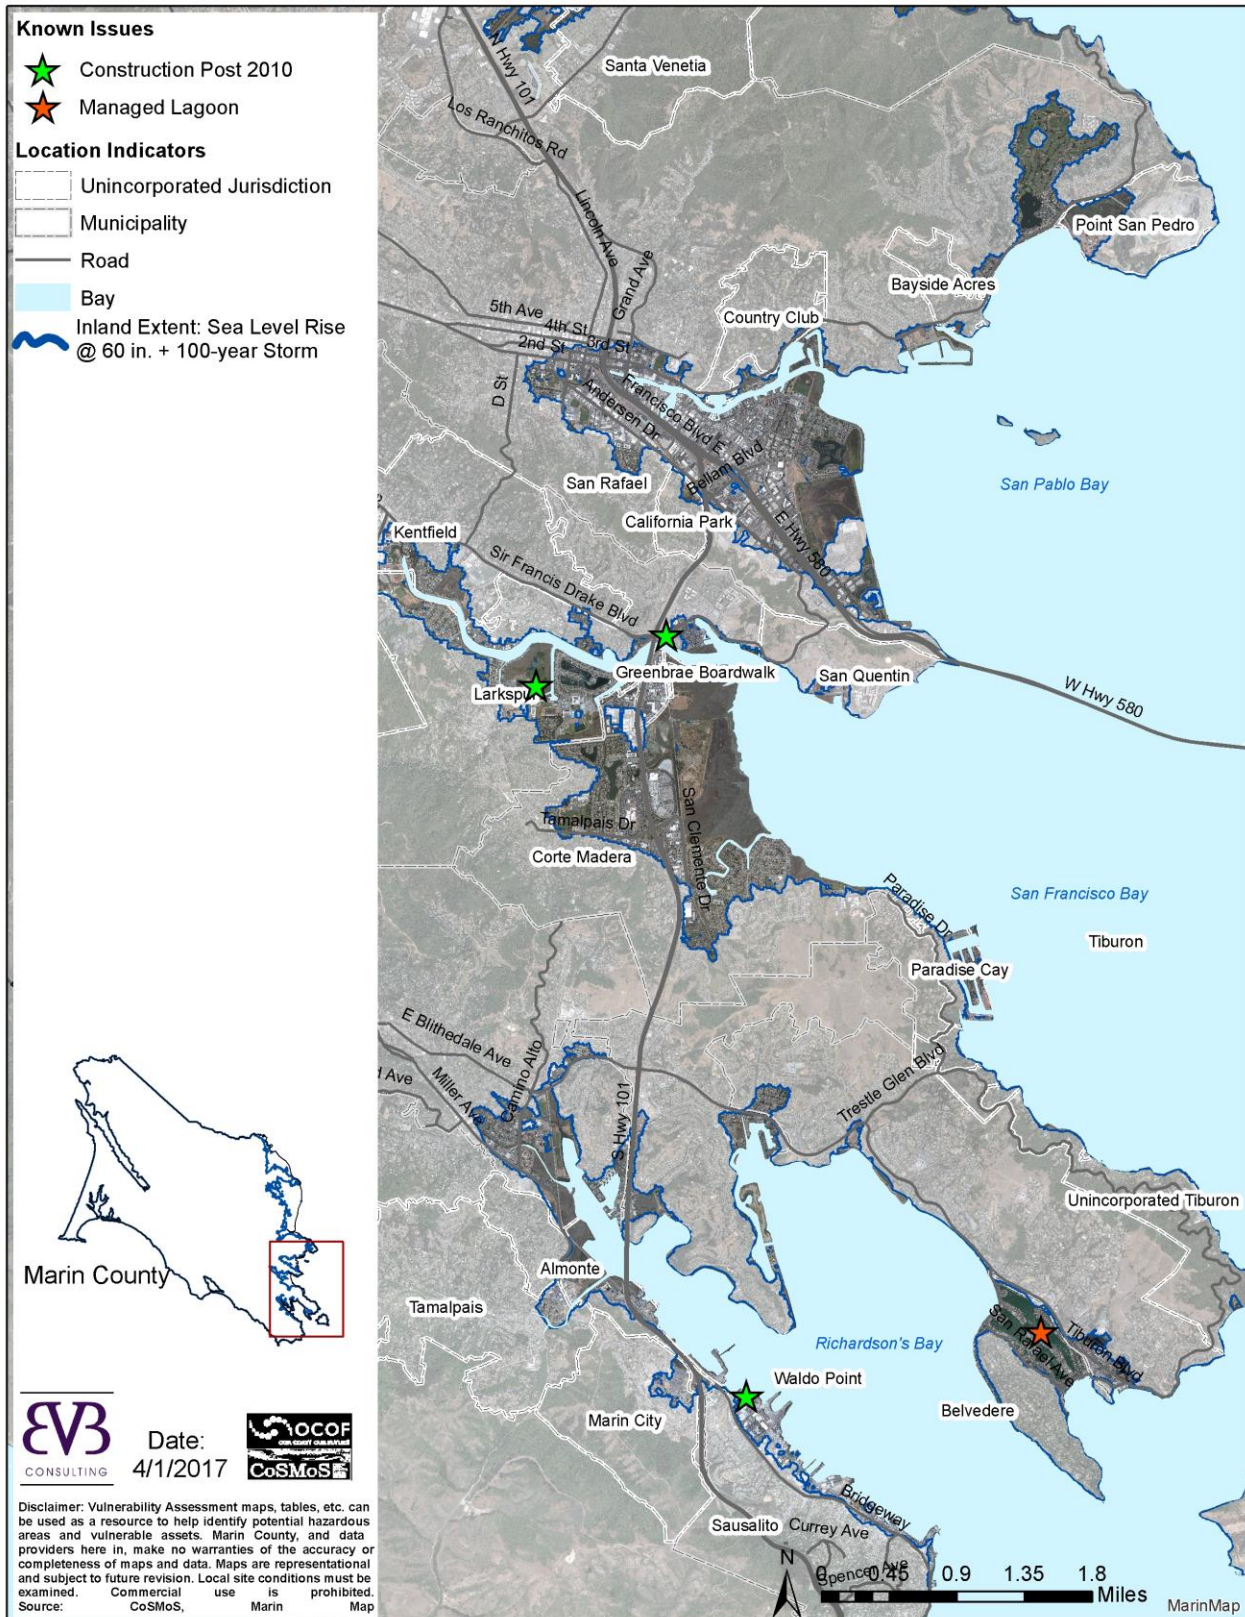 Known Issues
Construction Post 2010
Managed Lagoon
Location Indicators
Unincorporated Jurisdiction
Municipality
Road
Bay
Inland Extent: Sea Level Rise
@ 60 in. + 100-year Storm
Marin County
EVB
CONSULTING
Date:
4/1/2017
OCOF
OUR COAST OUR FUTURE
CoSMoS
Disclaimer: Vulnerability Assessment maps, tables, etc. can
be used as a resource to help identify potential hazardous
areas and vulnerable assets. Marin County, and data
providers here in, make no warranties of the accuracy or
completeness of maps and data. Maps are representational
and subject to future revision. Local site conditions must be
examined. Commercial use is prohibited.
Source: CoSMoS, Marin Map
N Hwy 101
Santa Venetia
Los Ranchitos Rd
Lincoln Ave
Grand Ave
Point San Pedro
Bayside Acres
Country Club
5th Ave
4th St
3rd St
2nd St
D St
Francisco Blvd E
Andersen Dr
Bellam Blvd
San Rafael
San Pablo Bay
California Park
E Hwy 580
Kentfield
Sir Francis Drake Blvd
Greenbrae Boardwalk
San Quentin
W Hwy 580
Larkspur
San Clemente Dr
Tamalpais Dr
Corte Madera
Paradise Dr
San Francisco Bay
Tiburon
Paradise Cay
E Blithedale Ave
Camino Alto
Miller Ave
d Ave
S Hwy 101
Trestle Glen Blvd
Unincorporated Tiburon
Almonte
Tamalpais
Richardson's Bay
San Rafael Ave
Tiburon Blvd
Waldo Point
Belvedere
Marin City
Bridgeway
Sausalito
Currey Ave
Spencer Ave
N
0 0.45 0.9 1.35 1.8
Miles
MarinMap